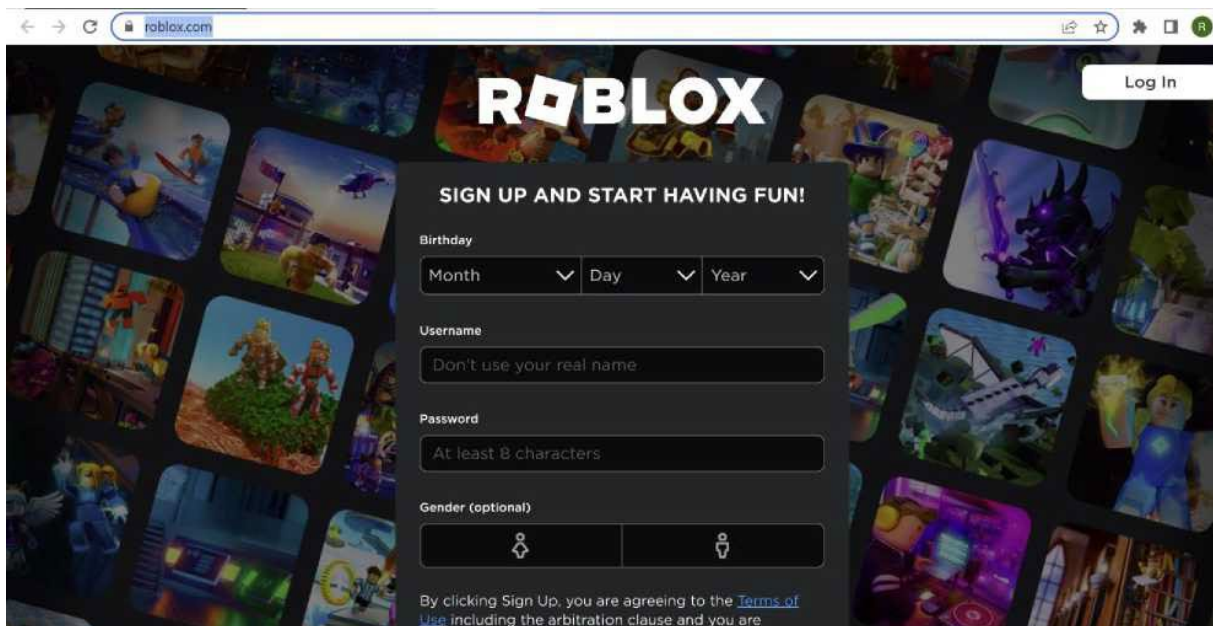 roblox.com
R
ROBLOX
Log In
SIGN UP AND START HAVING FUN!
Birthday
Month Day Year
Username
Don't use your real name
Password
At least 8 characters
Gender (optional)
By clicking Sign Up, you are agreeing to the Terms of
Use including the arbitration clause and you are